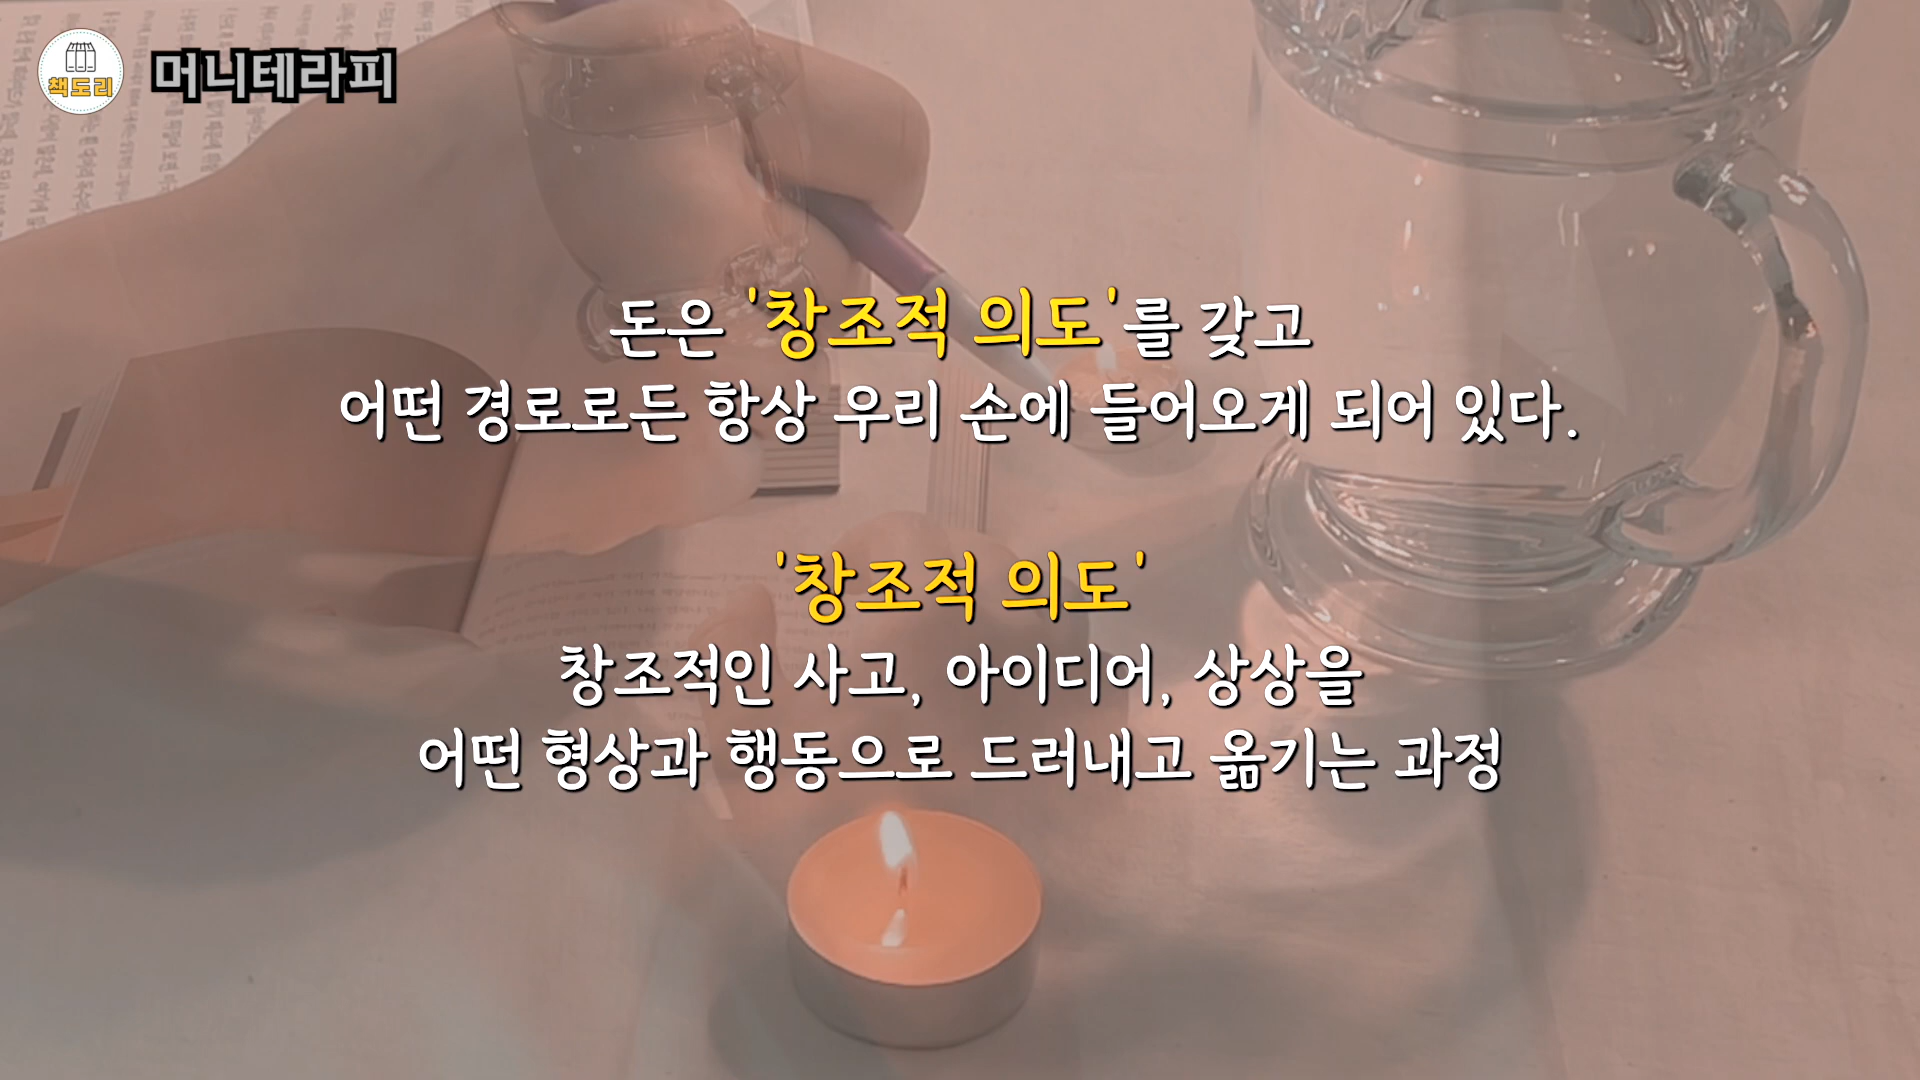 책도리
머니테라피
돈은 '창조적 의도'를 갖고
어떤 경로로든 항상 우리 손에 들어오게 되어 있다.
'창조적 의도'
창조적인 사고, 아이디어, 상상을
어떤 형상과 행동으로 드러내고 옮기는 과정